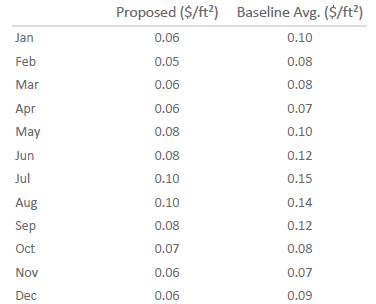 Proposed ($/ft²) Baseline Avg. ($/ft²)
Jan 0.06 0.10
Feb 0.05 0.08
Mar 0.06 0.08
Apr 0.06 0.07
May 0.08 0.10
Jun 0.08 0.12
Jul 0.10 0.15
Aug 0.10 0.14
Sep 0.08 0.12
Oct 0.07 0.08
Nov 0.06 0.07
Dec 0.06 0.09